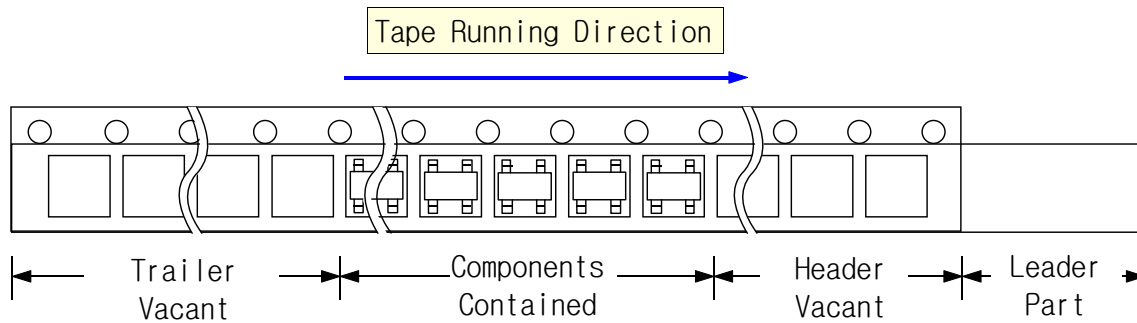 Tape Running Direction
Trailer
Vacant
Components
Contained
Header
Vacant
Leader
Part